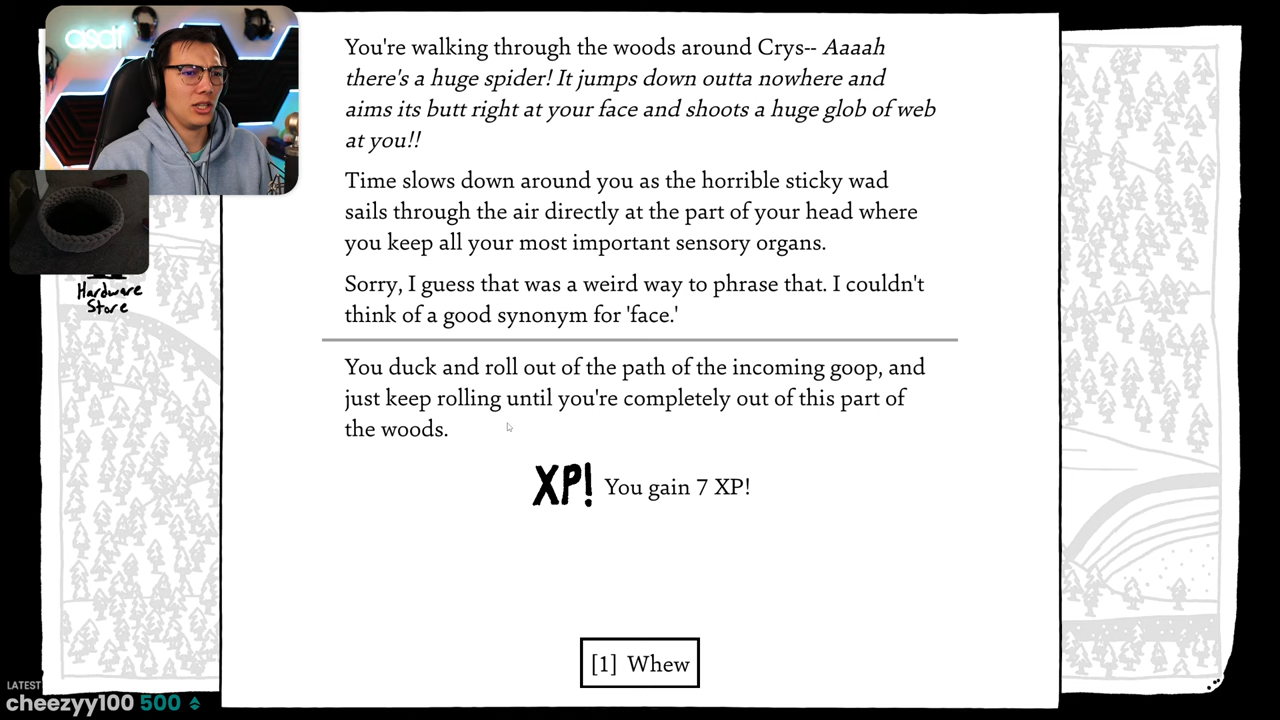 asdf
You're walking through the woods around Crys-- Aaaah
there's a huge spider! It jumps down outta nowhere and
aims its butt right at your face and shoots a huge glob of web
at you!!
Time slows down around you as the horrible sticky wad
sails through the air directly at the part of your head where
you keep all your most important sensory organs.
Sorry, I guess that was a weird way to phrase that. I couldn't
think of a good synonym for 'face.'
Hardware
Store
You duck and roll out of the path of the incoming goop, and
just keep rolling until you're completely out of this part of
the woods.
XP! You gain 7 XP!
[1] Whew
LATEST
cheezyy100 500